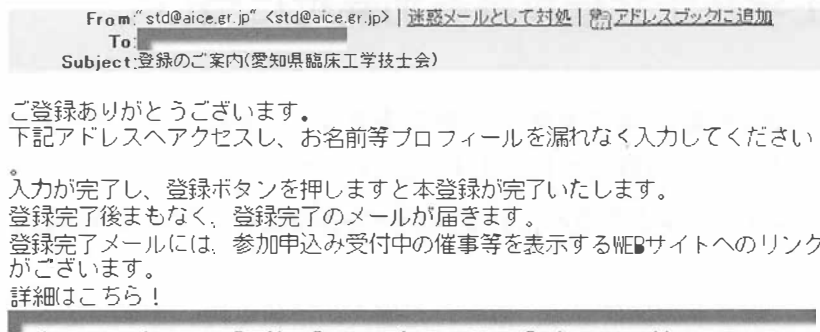 From:"std@aice.gr.jp" <std@aice.gr.jp> | 迷惑メールとして対処 | アドレスブックに追加
To:
Subject:登録のご案内(愛知県臨床工学技士会)
ご登録ありがとうございます。
下記アドレスへアクセスし、お名前等プロフィールを漏れなく入力してください
。
入力が完了し、登録ボタンを押しますと本登録が完了いたします。
登録完了後まもなく、登録完了のメールが届きます。
登録完了メールには、参加申込み受付中の催事等を表示するWEBサイトへのリンク
がございます。
詳細はこちら！